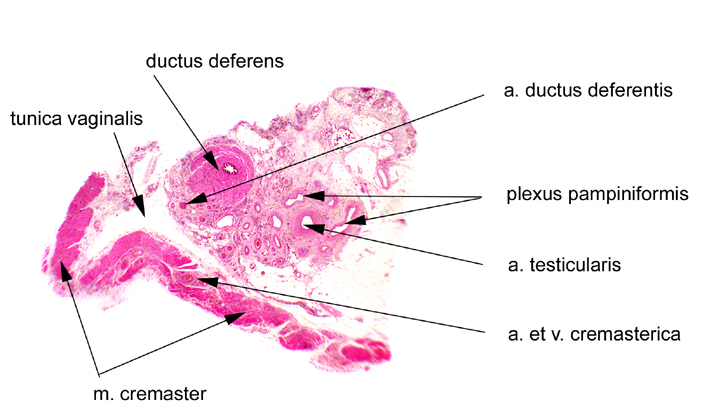 ductus deferens
a. ductus deferentis
tunica vaginalis
plexus pampiniformis
a. testicularis
a. et v. cremasterica
m. cremaster